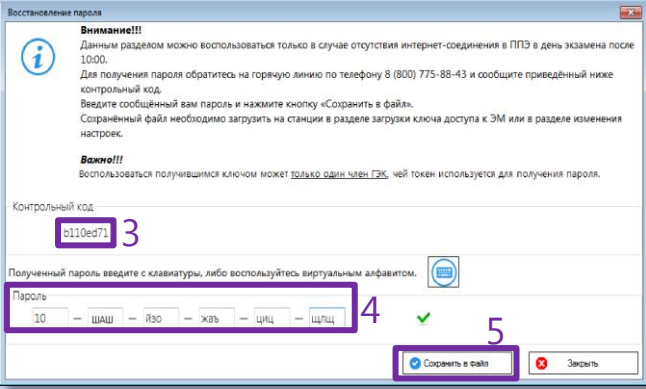 Восстановление пароля
Внимание!!!
Данным разделом можно воспользоваться только в случае отсутствия интернет-соединения в ППЭ в день экзамена после
10:00.
Для получения пароля обратитесь на горячую линию по телефону 8 (800) 775-88-43 и сообщите приведённый ниже
контрольный код.
Введите сообщённый вам пароль и нажмите кнопку «Сохранить в файл».
Сохранённый файл необходимо загрузить на станции в разделе загрузки ключа доступа к ЭМ или в разделе изменения
настроек.
Важно!!!
Воспользоваться получившимся ключом может только один член ГЭК, чей токен используется для получения пароля.
Контрольный код
b110ed71 3
Полученный пароль введите с клавиатуры, либо воспользуйтесь виртуальным алфавитом.
Пароль
10 — шаш — йзо — жвъ — циц — щлщ 4
5
Сохранить в файл Закрыть